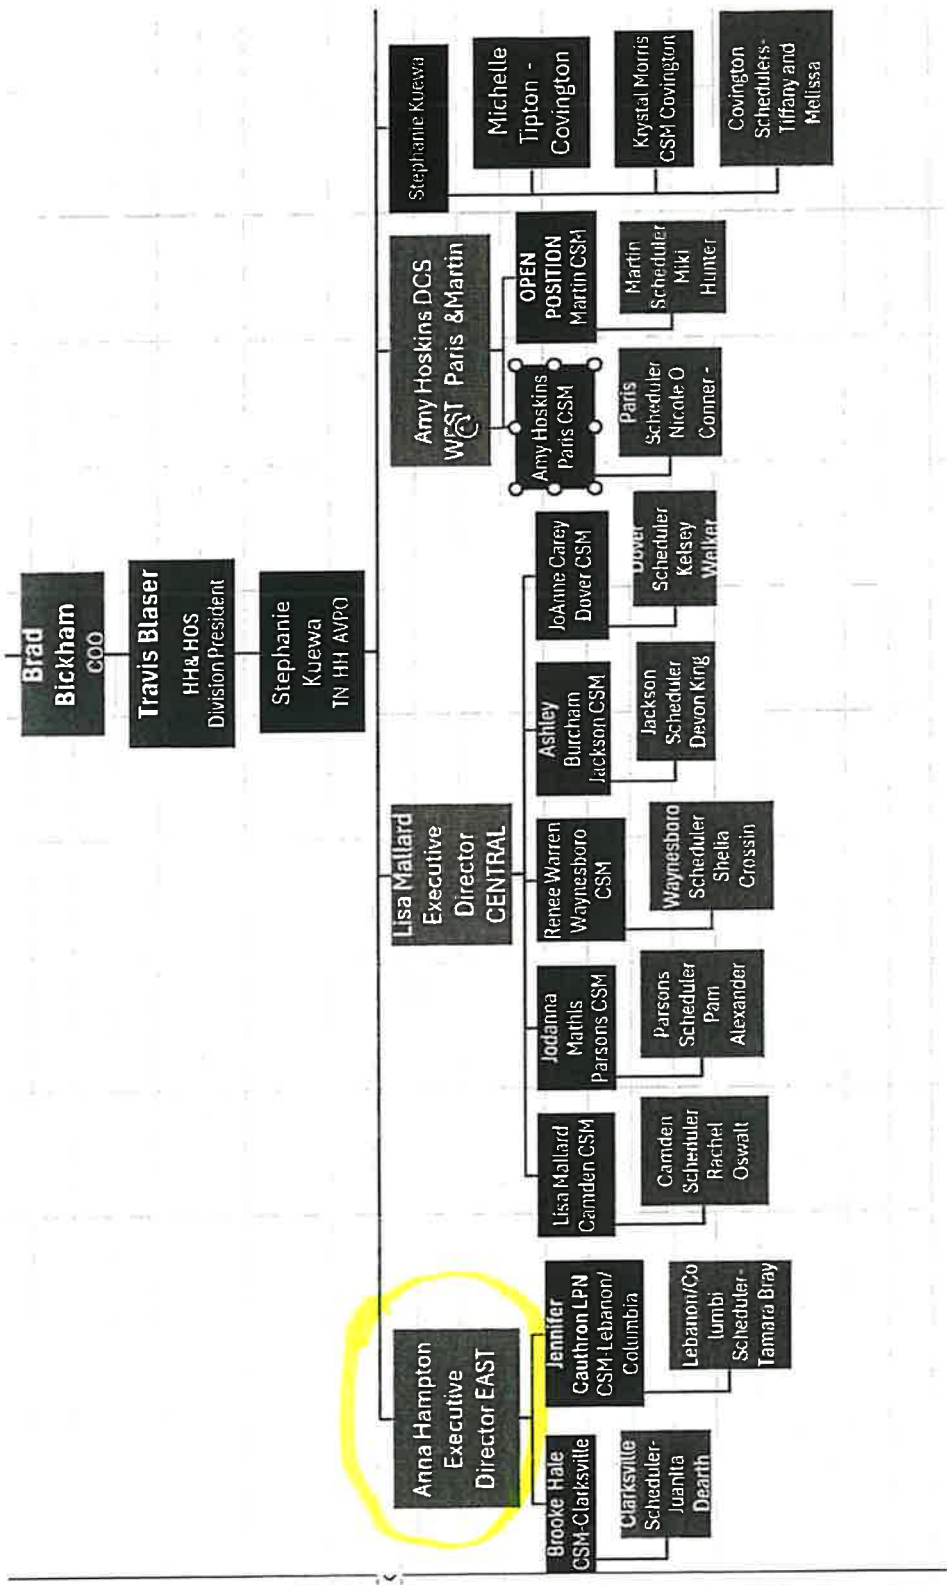 Brad
Bickham
COO
Travis Blaser
HH& HOS
Division President
Stephanie
Kuewa
TN HH AVPO
Anna Hampton
Executive
Director EAST
Brooke Hale
CSM-Clarksville
Clarksville
Scheduler-
Juanita
Dearth
Jennifer
Cauthron LPN
CSM-Lebanon/
Columbia
Lebanon/Co
lumbi
Scheduler-
Tamara Bray
Lisa Mallard
Executive
Director
CENTRAL
Lisa Mallard
Camden CSM
Camden
Scheduler
Rachel
Oswalt
Jodanna
Mathis
Parsons CSM
Parsons
Scheduler
Pam
Alexander
Renee Warren
Waynesboro
CSM
Waynesboro
Scheduler
Shelia
Crossin
Ashley
Burcham
Jackson CSM
Jackson
Scheduler
Devon King
JoAnne Carey
Dover CSM
Dover
Scheduler
Kelsey
Welker
Amy Hoskins DCS
WEST Paris &Martin
Amy Hoskins
Paris CSM
Paris
Scheduler
Nicole O
Conner -
OPEN
POSITION
Martin CSM
Martin
Scheduler
Miki
Hunter
Stephanie Kuewa
Michelle
Tipton -
Covington
Krystal Morris
CSM Covington
Covington
Schedulers-
Tiffany and
Melissa